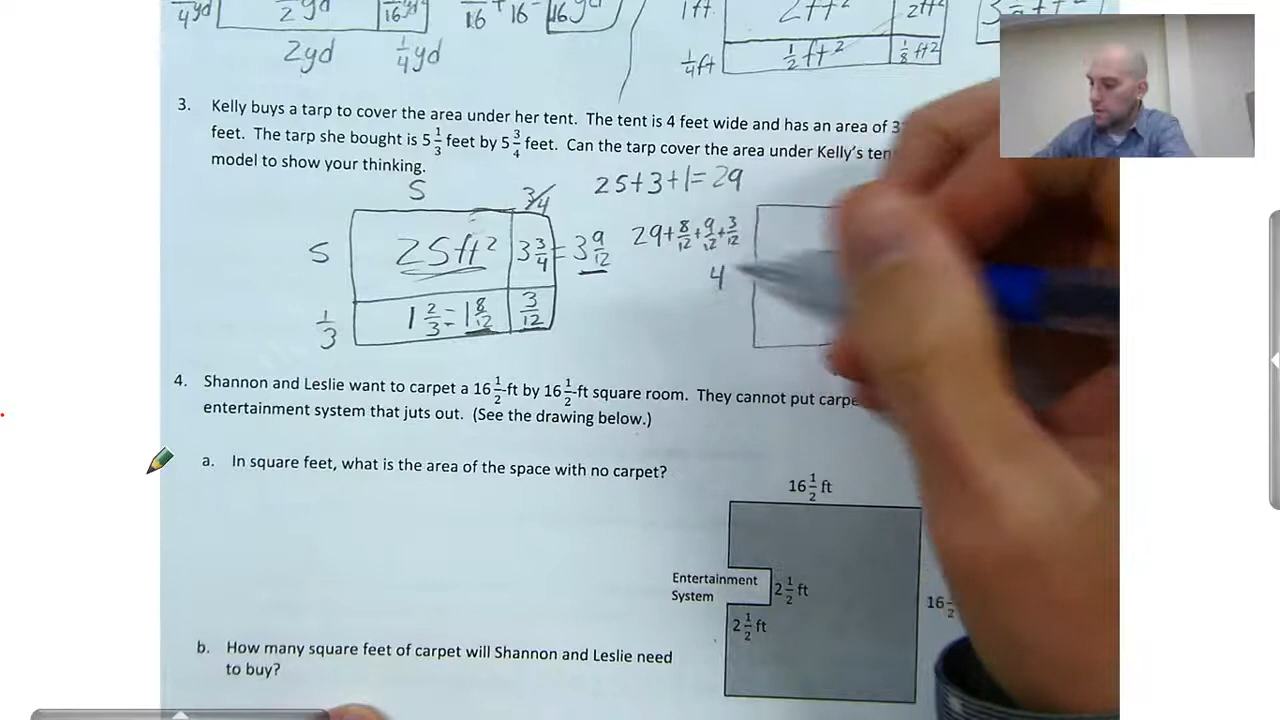 2yd
1/4 yd
1ft
2ft²
1/4 ft
1/2 ft²
1/8 ft²
3. Kelly buys a tarp to cover the area under her tent. The tent is 4 feet wide and has an area of 3
feet. The tarp she bought is 5 1/3 feet by 5 3/4 feet. Can the tarp cover the area under Kelly's
model to show your thinking.
5
3/4
25+3+1=29
5
25ft²
3 3/4
= 3 9/12
29+8/12+9/12+3/12
4
1/3
1 2/3 = 1 8/12
3/12
4. Shannon and Leslie want to carpet a 16 1/2-ft by 16 1/2-ft square room. They cannot put
entertainment system that juts out. (See the drawing below.)
a. In square feet, what is the area of the space with no carpet?
16 1/2 ft
Entertainment
System
2 1/2 ft
2 1/2 ft
16 1/2
b. How many square feet of carpet will Shannon and Leslie need
to buy?